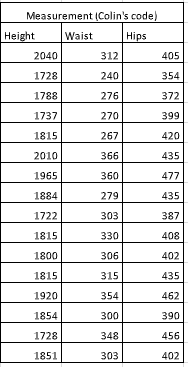 Measurement (Colin's code)
Height Waist Hips
2040 312 405
1728 240 354
1788 276 372
1737 270 399
1815 267 420
2010 366 435
1965 360 477
1884 279 435
1722 303 387
1815 330 408
1800 306 402
1815 315 435
1920 354 462
1854 300 390
1728 348 456
1851 303 402